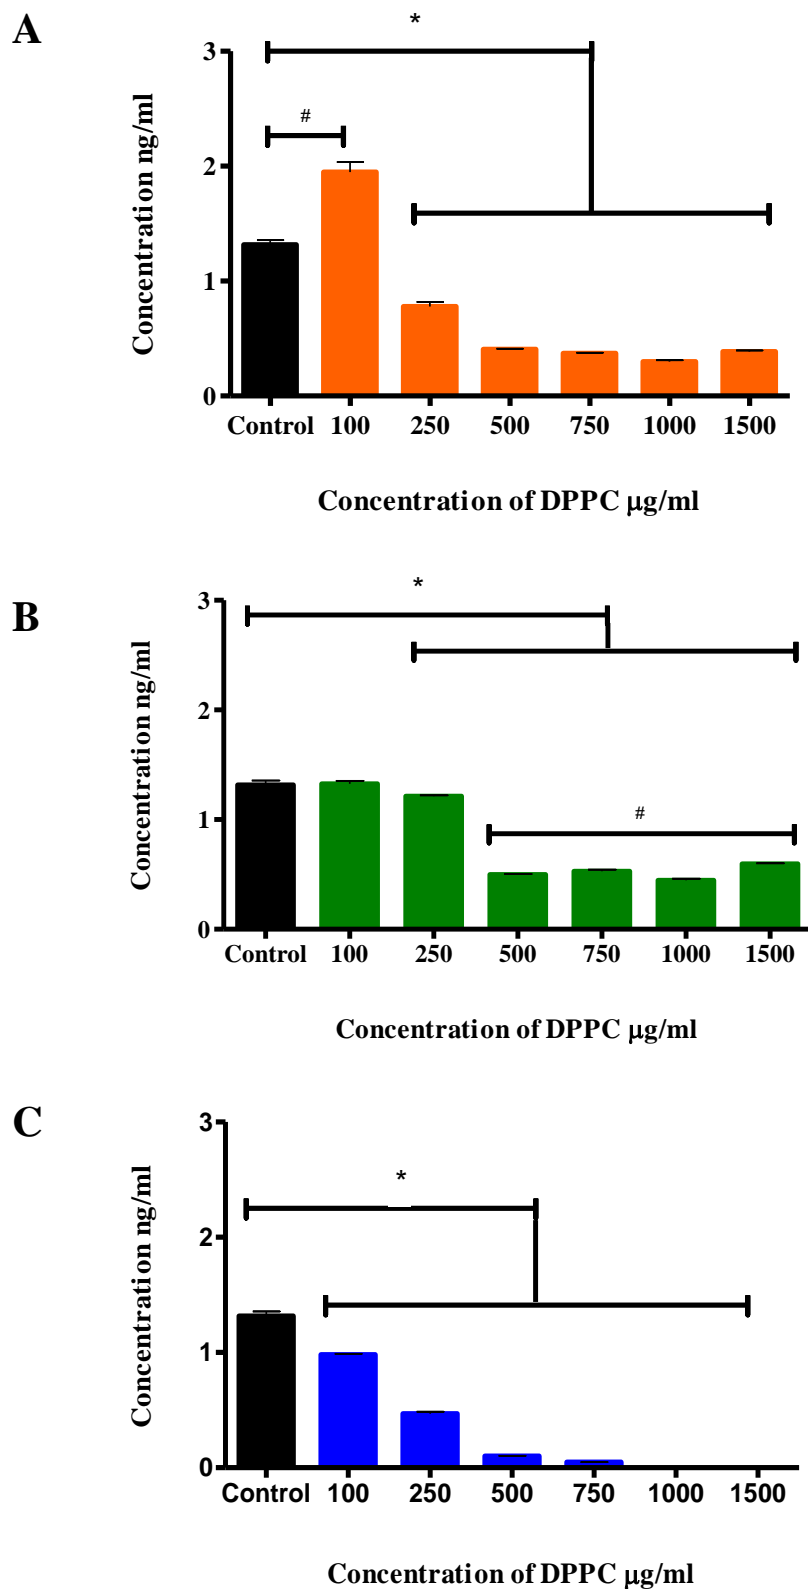 A
*
3
#
2
1
0
Concentration ng/ml
Control 100 250 500 750 1000 1500
Concentration of DPPC μg/ml
B
*
3
2
#
1
0
Concentration ng/ml
Control 100 250 500 750 1000 1500
Concentration of DPPC μg/ml
C
3
*
2
1
0
Concentration ng/ml
Control 100 250 500 750 1000 1500
Concentration of DPPC μg/ml